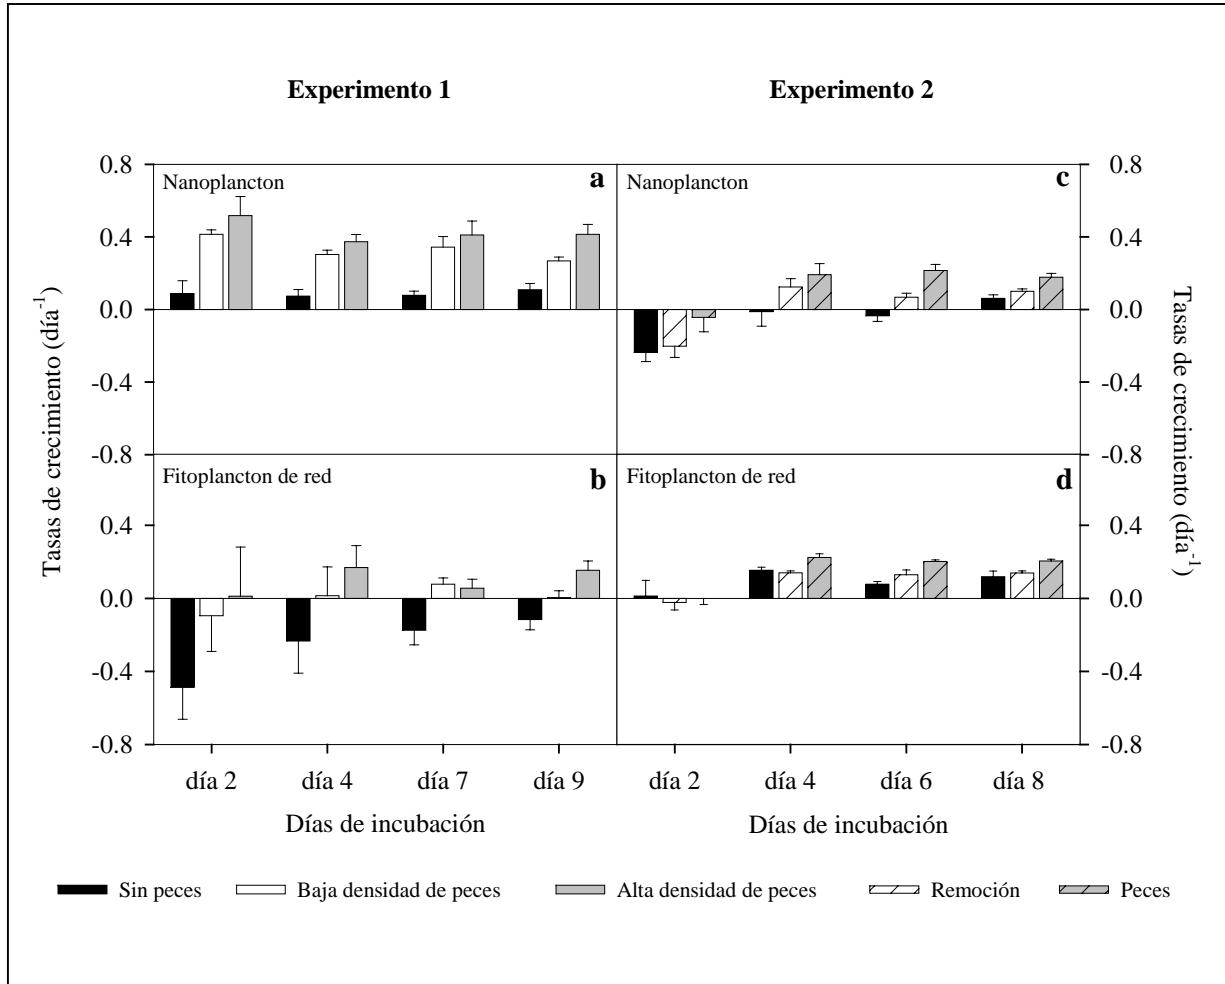 Experimento 1
Experimento 2
Tasas de crecimiento (día-1)
0.8
0.4
0.0
-0.4
-0.8
0.4
0.0
-0.4
-0.8
Nanoplancton
a
Nanoplancton
c
Fitoplancton de red
b
Fitoplancton de red
d
0.8
0.4
0.0
-0.4
-0.8
0.4
0.0
-0.4
-0.8
Tasas de crecimiento (día-1)
día 2 día 4 día 7 día 9
día 2 día 4 día 6 día 8
Días de incubación
Días de incubación
Sin peces Baja densidad de peces Alta densidad de peces Remoción Peces